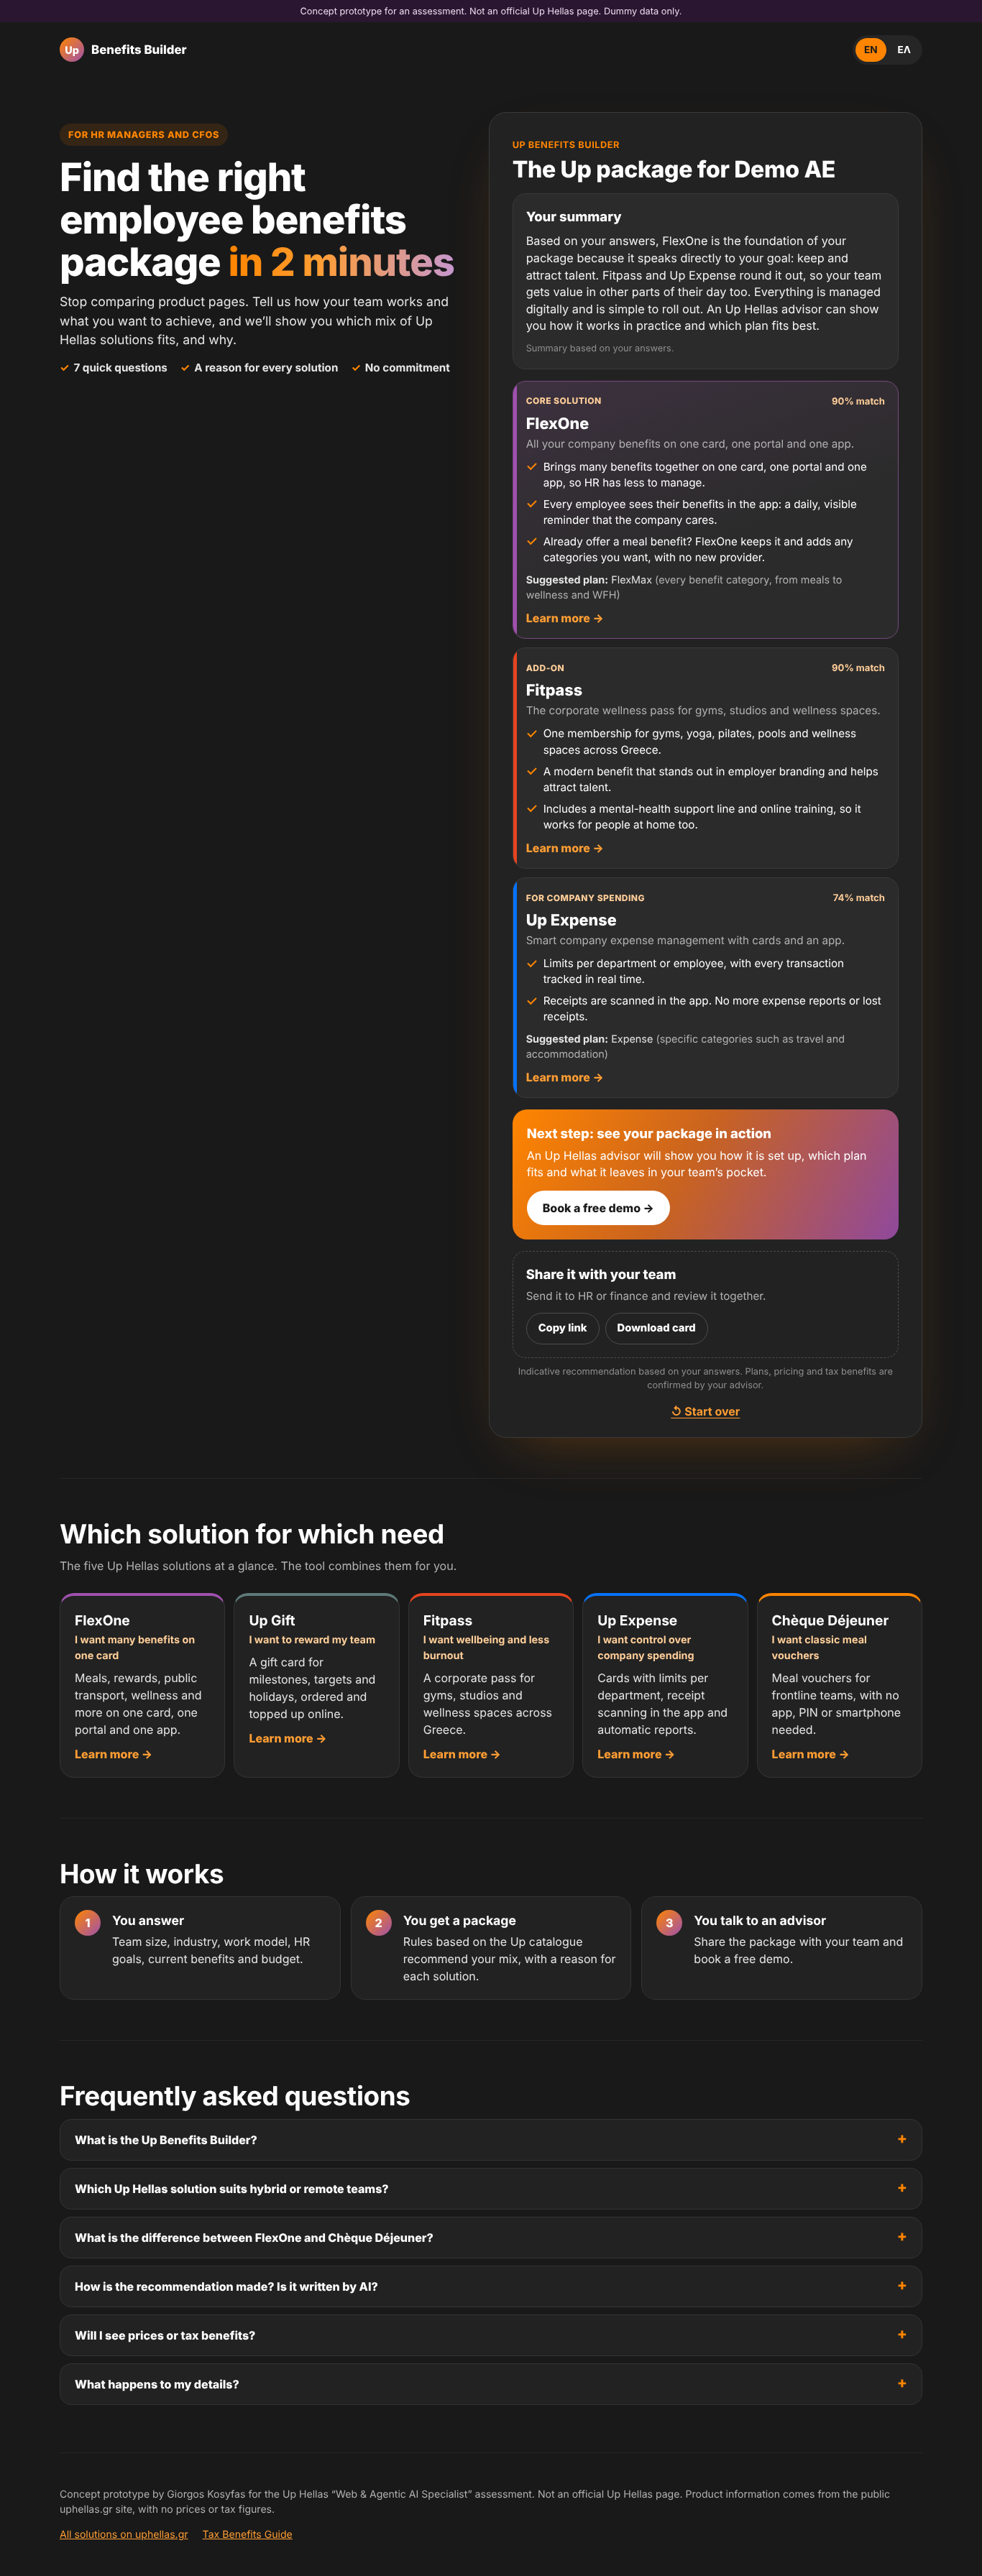 Concept prototype for an assessment. Not an official Up Hellas page. Dummy data only.
Up Benefits Builder
EN ΕΛ
FOR HR MANAGERS AND CFOS
Find the right
employee benefits
package in 2 minutes
Stop comparing product pages. Tell us how your team works and
what you want to achieve, and we’ll show you which mix of Up
Hellas solutions fits, and why.
✓ 7 quick questions ✓ A reason for every solution ✓ No commitment
UP BENEFITS BUILDER
The Up package for Demo AE
Your summary
Based on your answers, FlexOne is the foundation of your
package because it speaks directly to your goal: keep and
attract talent. Fitpass and Up Expense round it out, so your team
gets value in other parts of their day too. Everything is managed
digitally and is simple to roll out. An Up Hellas advisor can show
you how it works in practice and which plan fits best.
Summary based on your answers.
CORE SOLUTION 90% match
FlexOne
All your company benefits on one card, one portal and one app.
✓ Brings many benefits together on one card, one portal and one
app, so HR has less to manage.
✓ Every employee sees their benefits in the app: a daily, visible
reminder that the company cares.
✓ Already offer a meal benefit? FlexOne keeps it and adds any
categories you want, with no new provider.
Suggested plan: FlexMax (every benefit category, from meals to
wellness and WFH)
Learn more →
ADD-ON 90% match
Fitpass
The corporate wellness pass for gyms, studios and wellness spaces.
✓ One membership for gyms, yoga, pilates, pools and wellness
spaces across Greece.
✓ A modern benefit that stands out in employer branding and helps
attract talent.
✓ Includes a mental-health support line and online training, so it
works for people at home too.
Learn more →
FOR COMPANY SPENDING 74% match
Up Expense
Smart company expense management with cards and an app.
✓ Limits per department or employee, with every transaction
tracked in real time.
✓ Receipts are scanned in the app. No more expense reports or lost
receipts.
Suggested plan: Expense (specific categories such as travel and
accommodation)
Learn more →
Next step: see your package in action
An Up Hellas advisor will show you how it is set up, which plan
fits and what it leaves in your team’s pocket.
Book a free demo →
Share it with your team
Send it to HR or finance and review it together.
Copy link Download card
Indicative recommendation based on your answers. Plans, pricing and tax benefits are
confirmed by your advisor.
↺ Start over
Which solution for which need
The five Up Hellas solutions at a glance. The tool combines them for you.
FlexOne
I want many benefits on
one card
Meals, rewards, public
transport, wellness and
more on one card, one
portal and one app.
Learn more →
Up Gift
I want to reward my team
A gift card for
milestones, targets and
holidays, ordered and
topped up online.
Learn more →
Fitpass
I want wellbeing and less
burnout
A corporate pass for
gyms, studios and
wellness spaces across
Greece.
Learn more →
Up Expense
I want control over
company spending
Cards with limits per
department, receipt
scanning in the app and
automatic reports.
Learn more →
Chèque Déjeuner
I want classic meal
vouchers
Meal vouchers for
frontline teams, with no
app, PIN or smartphone
needed.
Learn more →
How it works
1 You answer
Team size, industry, work model, HR
goals, current benefits and budget.
2 You get a package
Rules based on the Up catalogue
recommend your mix, with a reason for
each solution.
3 You talk to an advisor
Share the package with your team and
book a free demo.
Frequently asked questions
What is the Up Benefits Builder? +
Which Up Hellas solution suits hybrid or remote teams? +
What is the difference between FlexOne and Chèque Déjeuner? +
How is the recommendation made? Is it written by AI? +
Will I see prices or tax benefits? +
What happens to my details? +
Concept prototype by Giorgos Kosyfas for the Up Hellas “Web & Agentic AI Specialist” assessment. Not an official Up Hellas page. Product information comes from the public
uphellas.gr site, with no prices or tax figures.
All solutions on uphellas.gr Tax Benefits Guide